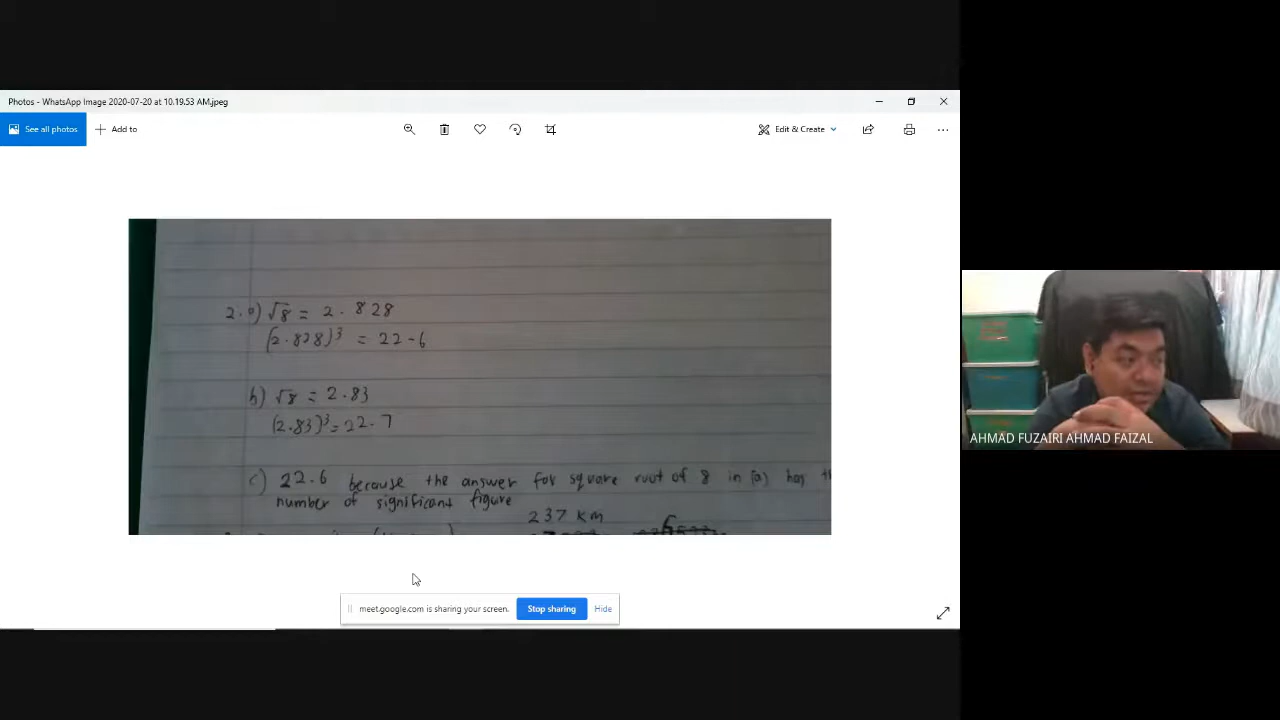 Photos - WhatsApp Image 2020-07-20 at 10.19.53 AM.jpeg
See all photos
Add to
Edit & Create
2.a) √8 = 2.828
(2.828)³ = 22.6
b) √8 = 2.83
(2.83)³ = 22.7
c) 22.6 because the answer for square root of 8 in (a) has
number of significant figure
237 km
AHMAD FUZAIRI AHMAD FAIZAL
meet.google.com is sharing your screen.
Stop sharing
Hide